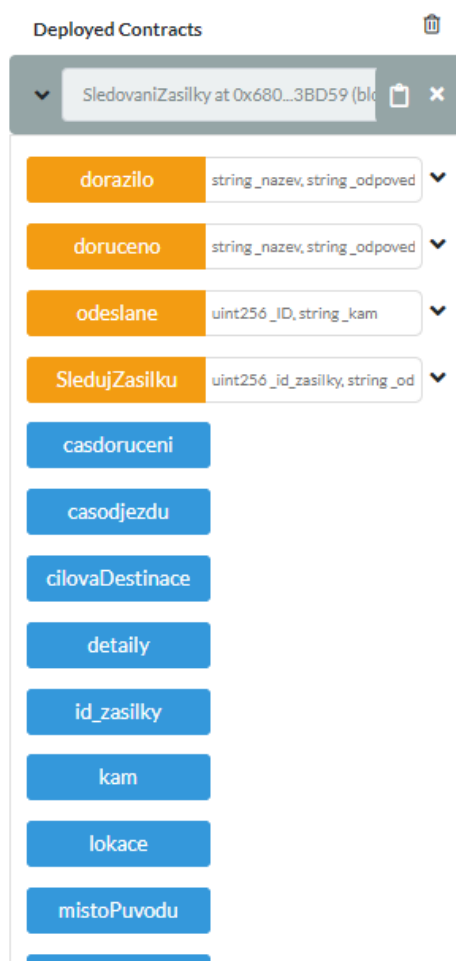 Deployed Contracts
SledovaniZasilky at 0x680...3BD59 (blo
dorazilo string _nazev, string _odpoved
doruceno string _nazev, string _odpoved
odeslane uint256 _ID, string _kam
SledujZasilku uint256 _id_zasilky, string _od
casdoruceni
casodjezdu
cilovaDestinace
detaily
id_zasilky
kam
lokace
mistoPuvodu